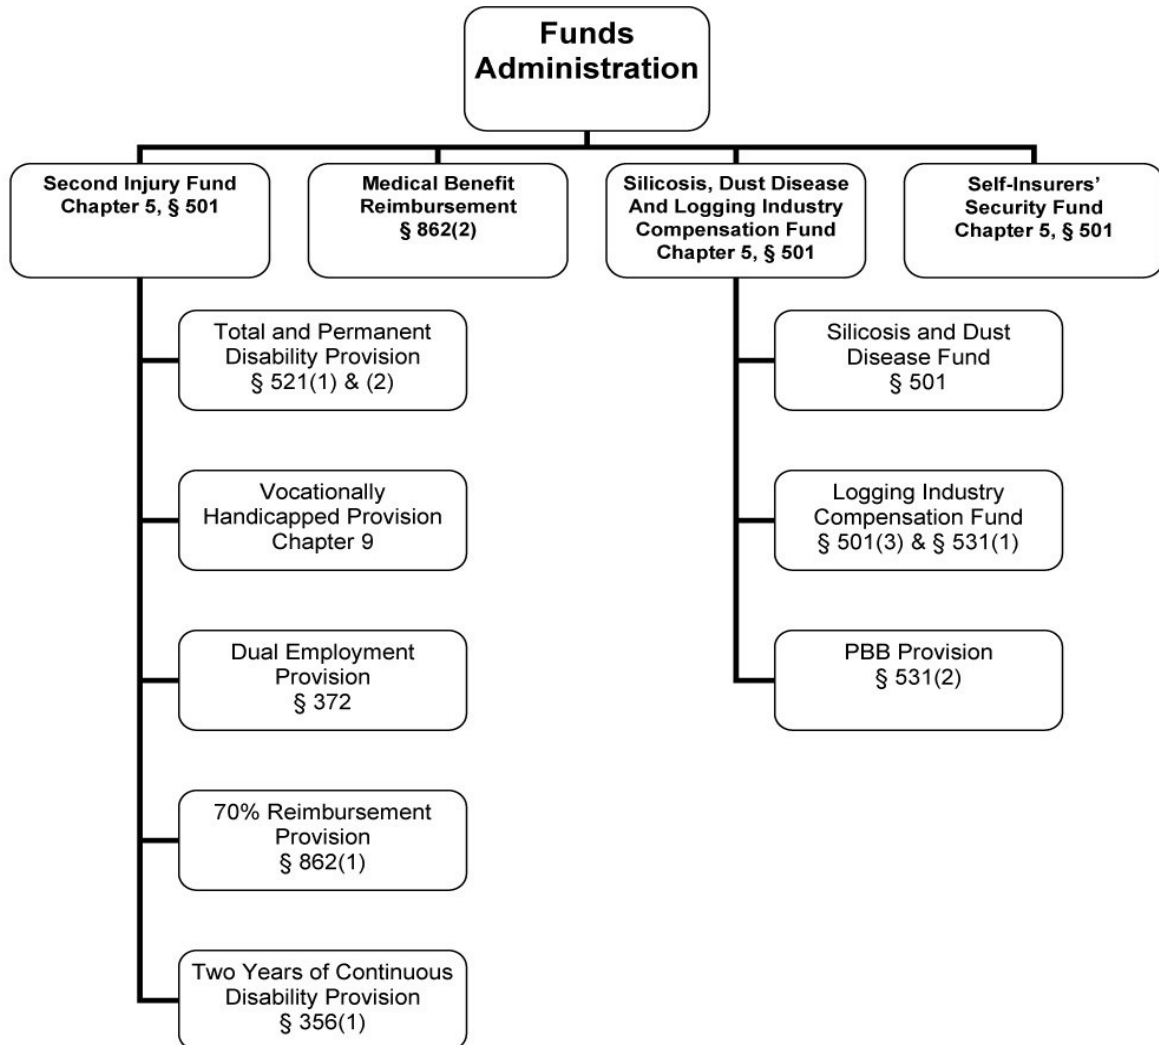 Funds
Administration
Second Injury Fund
Chapter 5, § 501
Medical Benefit
Reimbursement
§ 862(2)
Silicosis, Dust Disease
And Logging Industry
Compensation Fund
Chapter 5, § 501
Self-Insurers’
Security Fund
Chapter 5, § 501
Total and Permanent
Disability Provision
§ 521(1) & (2)
Vocationally
Handicapped Provision
Chapter 9
Dual Employment
Provision
§ 372
70% Reimbursement
Provision
§ 862(1)
Two Years of Continuous
Disability Provision
§ 356(1)
Silicosis and Dust
Disease Fund
§ 501
Logging Industry
Compensation Fund
§ 501(3) & § 531(1)
PBB Provision
§ 531(2)